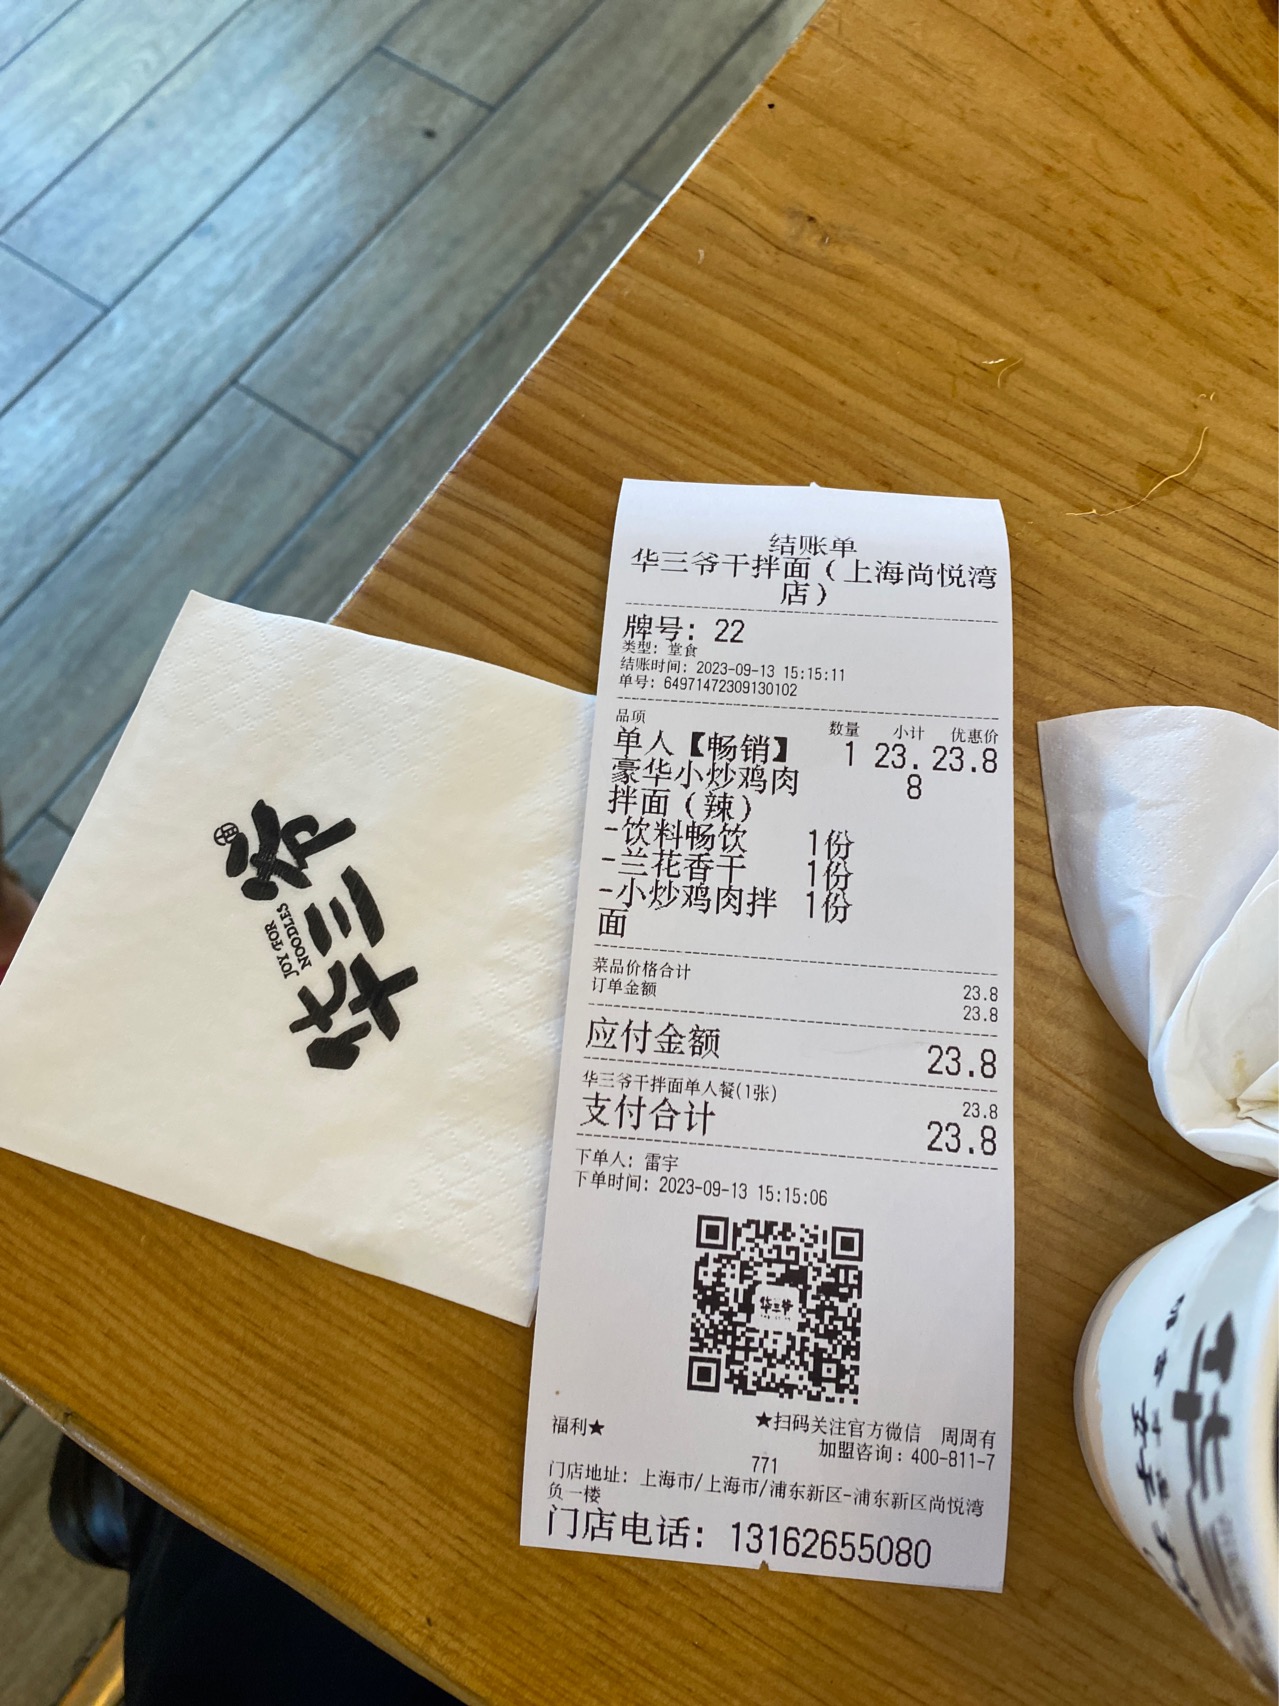 结账单
华三爷干拌面（上海尚悦湾
店）
牌号: 22
类型: 堂食
结账时间: 2023-09-13 15:15:11
单号: 64971472309130102
品项 数量 小计 优惠价
单人【畅销】 1 23. 23.8
豪华小炒鸡肉 8
拌面（辣）
-饮料畅饮 1份
-兰花香干 1份
-小炒鸡肉拌 1份
面
菜品价格合计 23.8
订单金额 23.8
应付金额 23.8
华三爷干拌面单人餐(1张) 23.8
支付合计 23.8
下单人: 雷宇
下单时间: 2023-09-13 15:15:06
华三爷
★扫码关注官方微信 周周有
福利★
加盟咨询：400-811-7
771
门店地址: 上海市/上海市/浦东新区-浦东新区尚悦湾
负一楼
门店电话: 13162655080
华三爷
JOY FOR
NOODLES
华